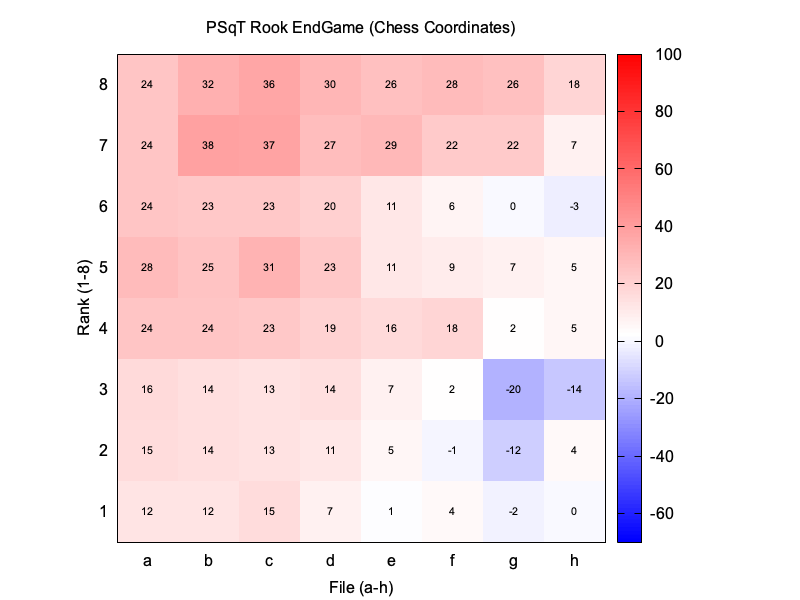 PSqT Rook EndGame (Chess Coordinates)
8 24 32 36 30 26 28 26 18
7 24 38 37 27 29 22 22 7
6 24 23 23 20 11 6 0 -3
5 28 25 31 23 11 9 7 5
4 24 24 23 19 16 18 2 5
3 16 14 13 14 7 2 -20 -14
2 15 14 13 11 5 -1 -12 4
1 12 12 15 7 1 4 -2 0
a b c d e f g h
File (a-h)
Rank (1-8)
100
80
60
40
20
0
-20
-40
-60